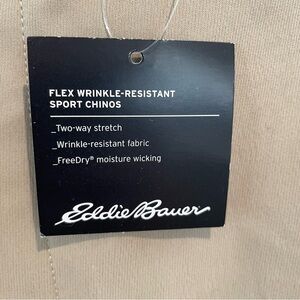 FLEX WRINKLE-RESISTANT
SPORT CHINOS
_Two-way stretch
_Wrinkle-resistant fabric
_FreeDry® moisture wicking
Eddie Bauer